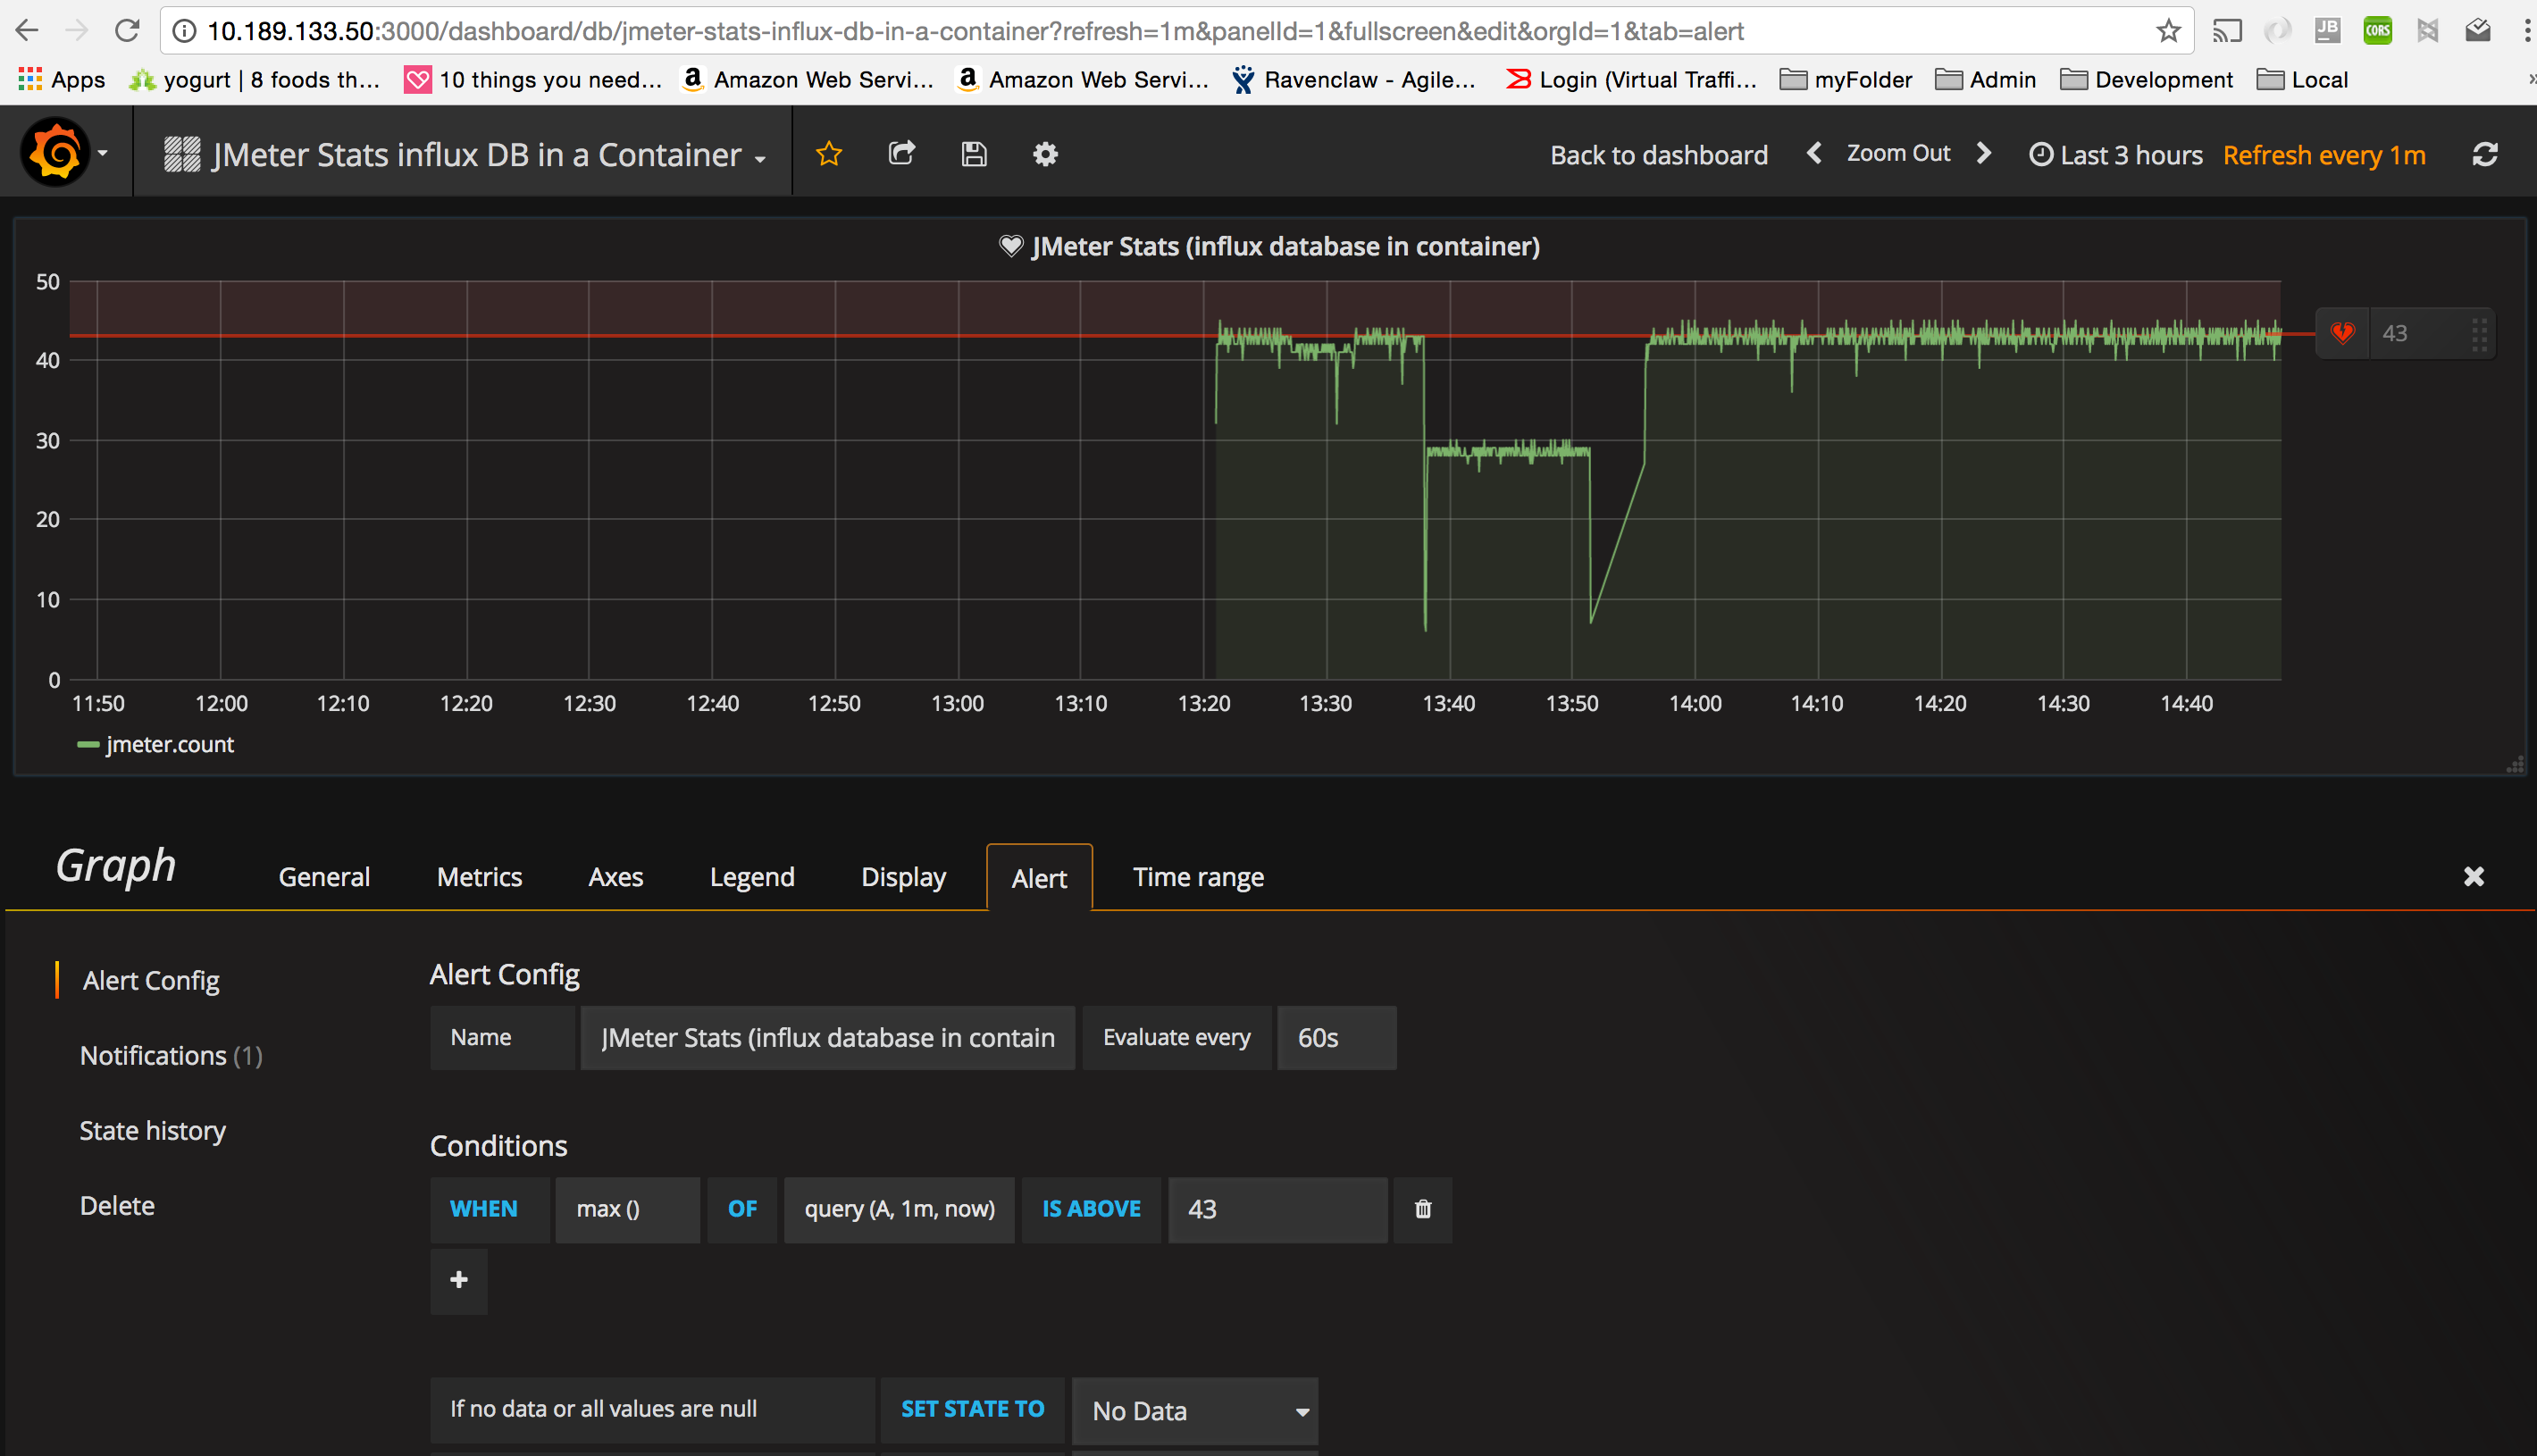 10.189.133.50:3000/dashboard/db/jmeter-stats-influx-db-in-a-container?refresh=1m&panelId=1&fullscreen&edit&orgId=1&tab=alert
JB
CORS
Apps yogurt | 8 foods th... 10 things you need... Amazon Web Servi... Amazon Web Servi... Ravenclaw - Agile... Login (Virtual Traffi... myFolder Admin Development Local
JMeter Stats influx DB in a Container Back to dashboard Zoom Out Last 3 hours Refresh every 1m
JMeter Stats (influx database in container)
50
43
40
30
20
10
0
11:50 12:00 12:10 12:20 12:30 12:40 12:50 13:00 13:10 13:20 13:30 13:40 13:50 14:00 14:10 14:20 14:30 14:40
jmeter.count
Graph General Metrics Axes Legend Display Alert Time range
Alert Config
Notifications (1)
State history
Delete
Alert Config
Name JMeter Stats (influx database in contain Evaluate every 60s
Conditions
WHEN max () OF query (A, 1m, now) IS ABOVE 43
If no data or all values are null SET STATE TO No Data